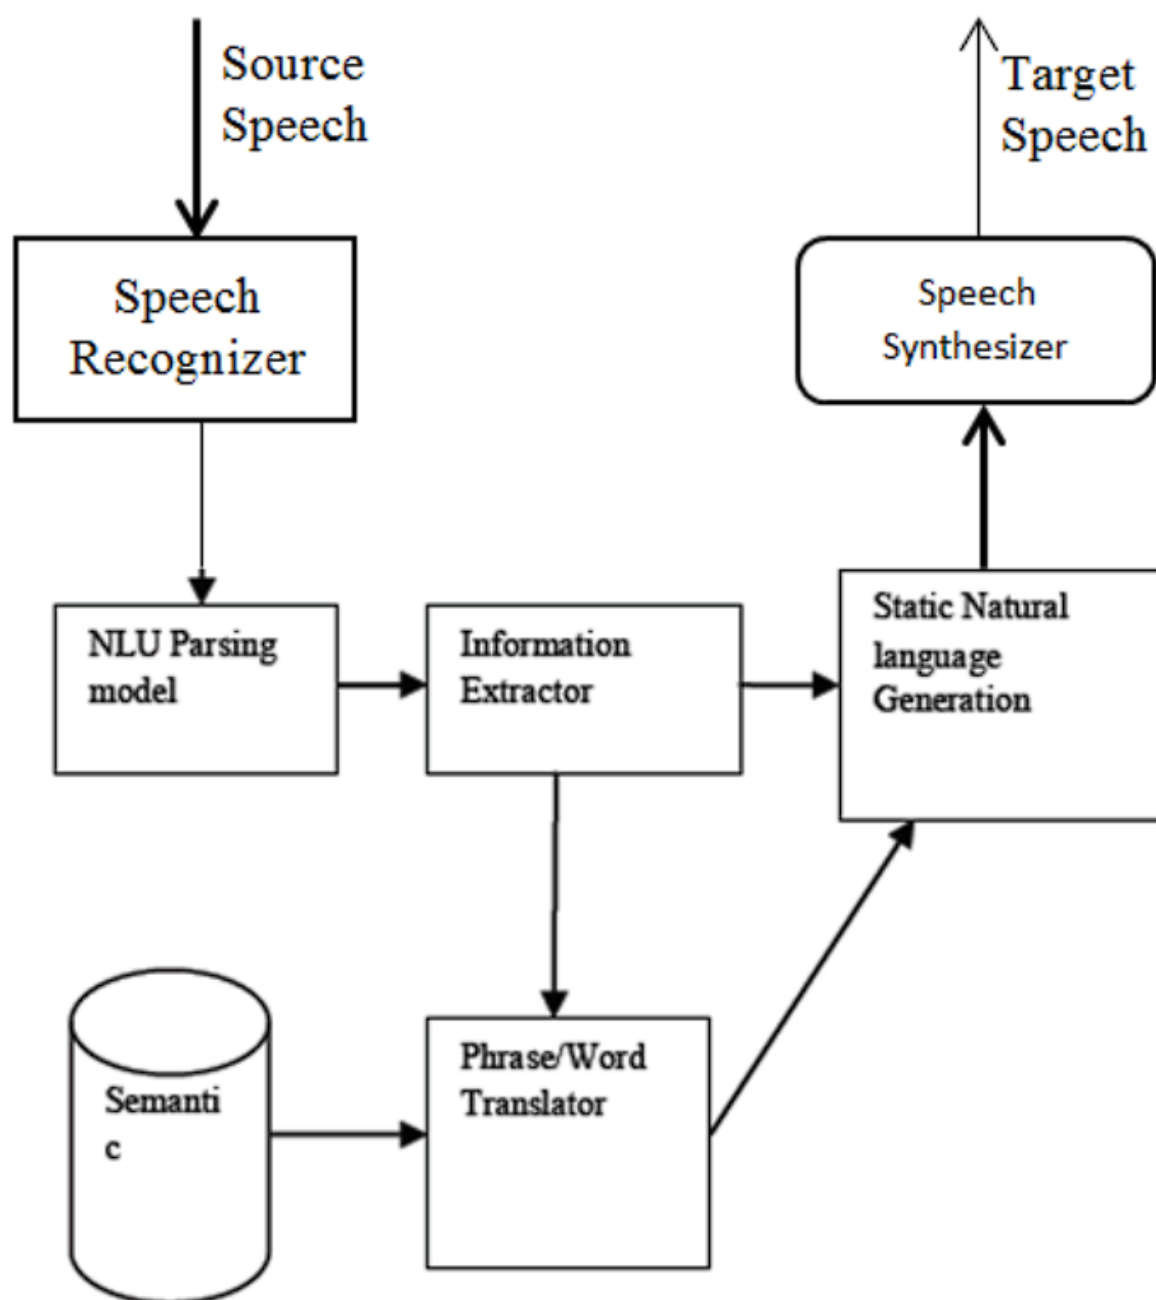 Source
Speech
Target
Speech
Speech
Recognizer
Speech
Synthesizer
NLU Parsing
model
Information
Extractor
Static Natural
language
Generation
Semanti
c
Phrase/Word
Translator